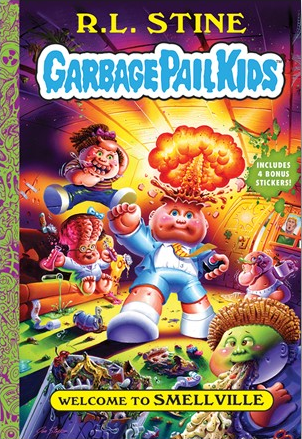 R.L. STINE
GARBAGE PAIL KIDS
INCLUDES
4 BONUS
STICKERS!
WELCOME TO SMELLVILLE